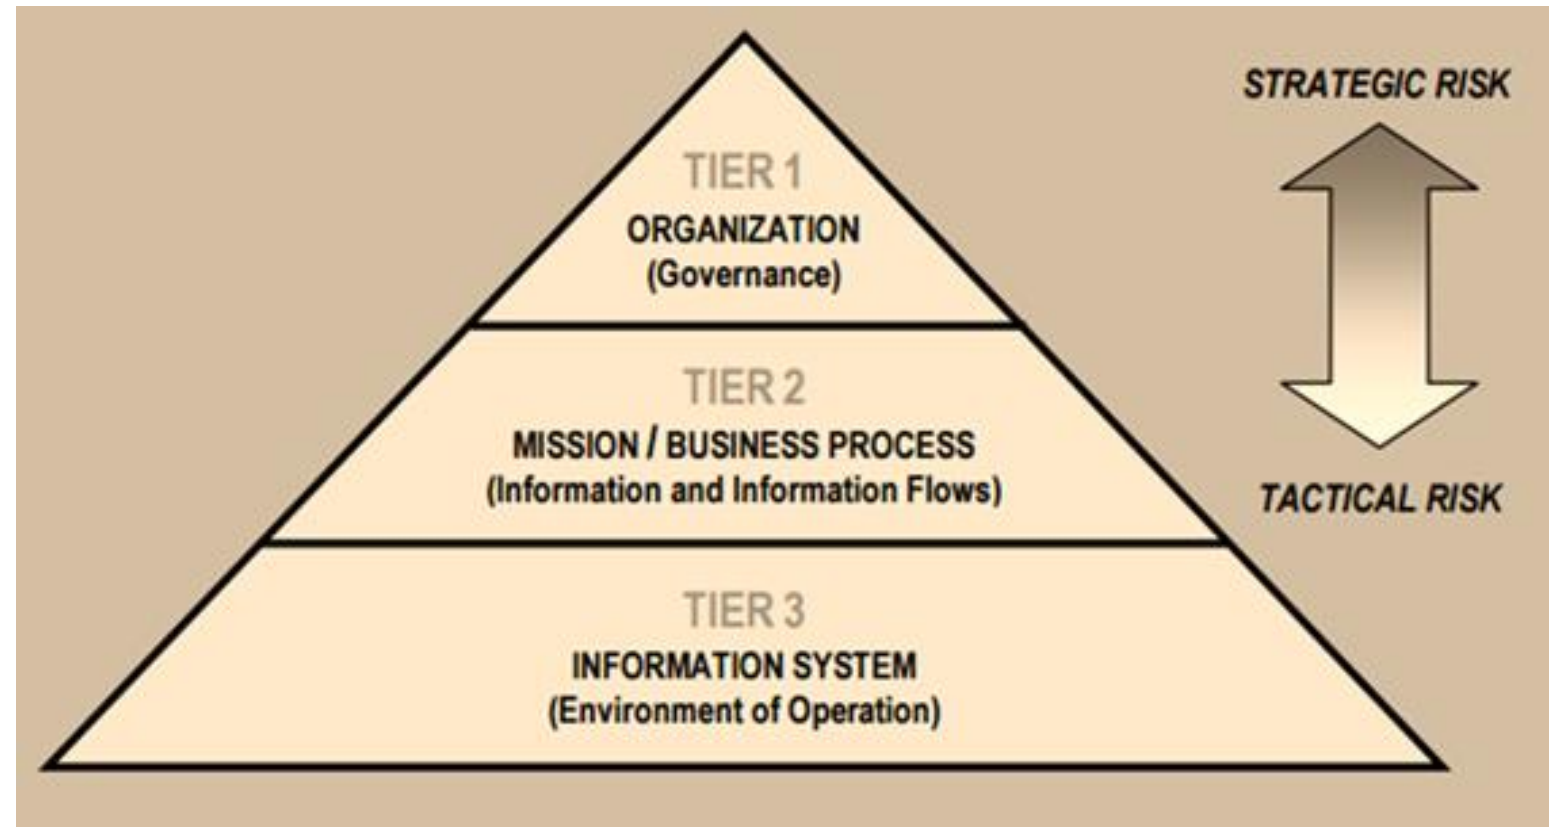 TIER 1
ORGANIZATION
(Governance)
TIER 2
MISSION / BUSINESS PROCESS
(Information and Information Flows)
TIER 3
INFORMATION SYSTEM
(Environment of Operation)
STRATEGIC RISK
TACTICAL RISK